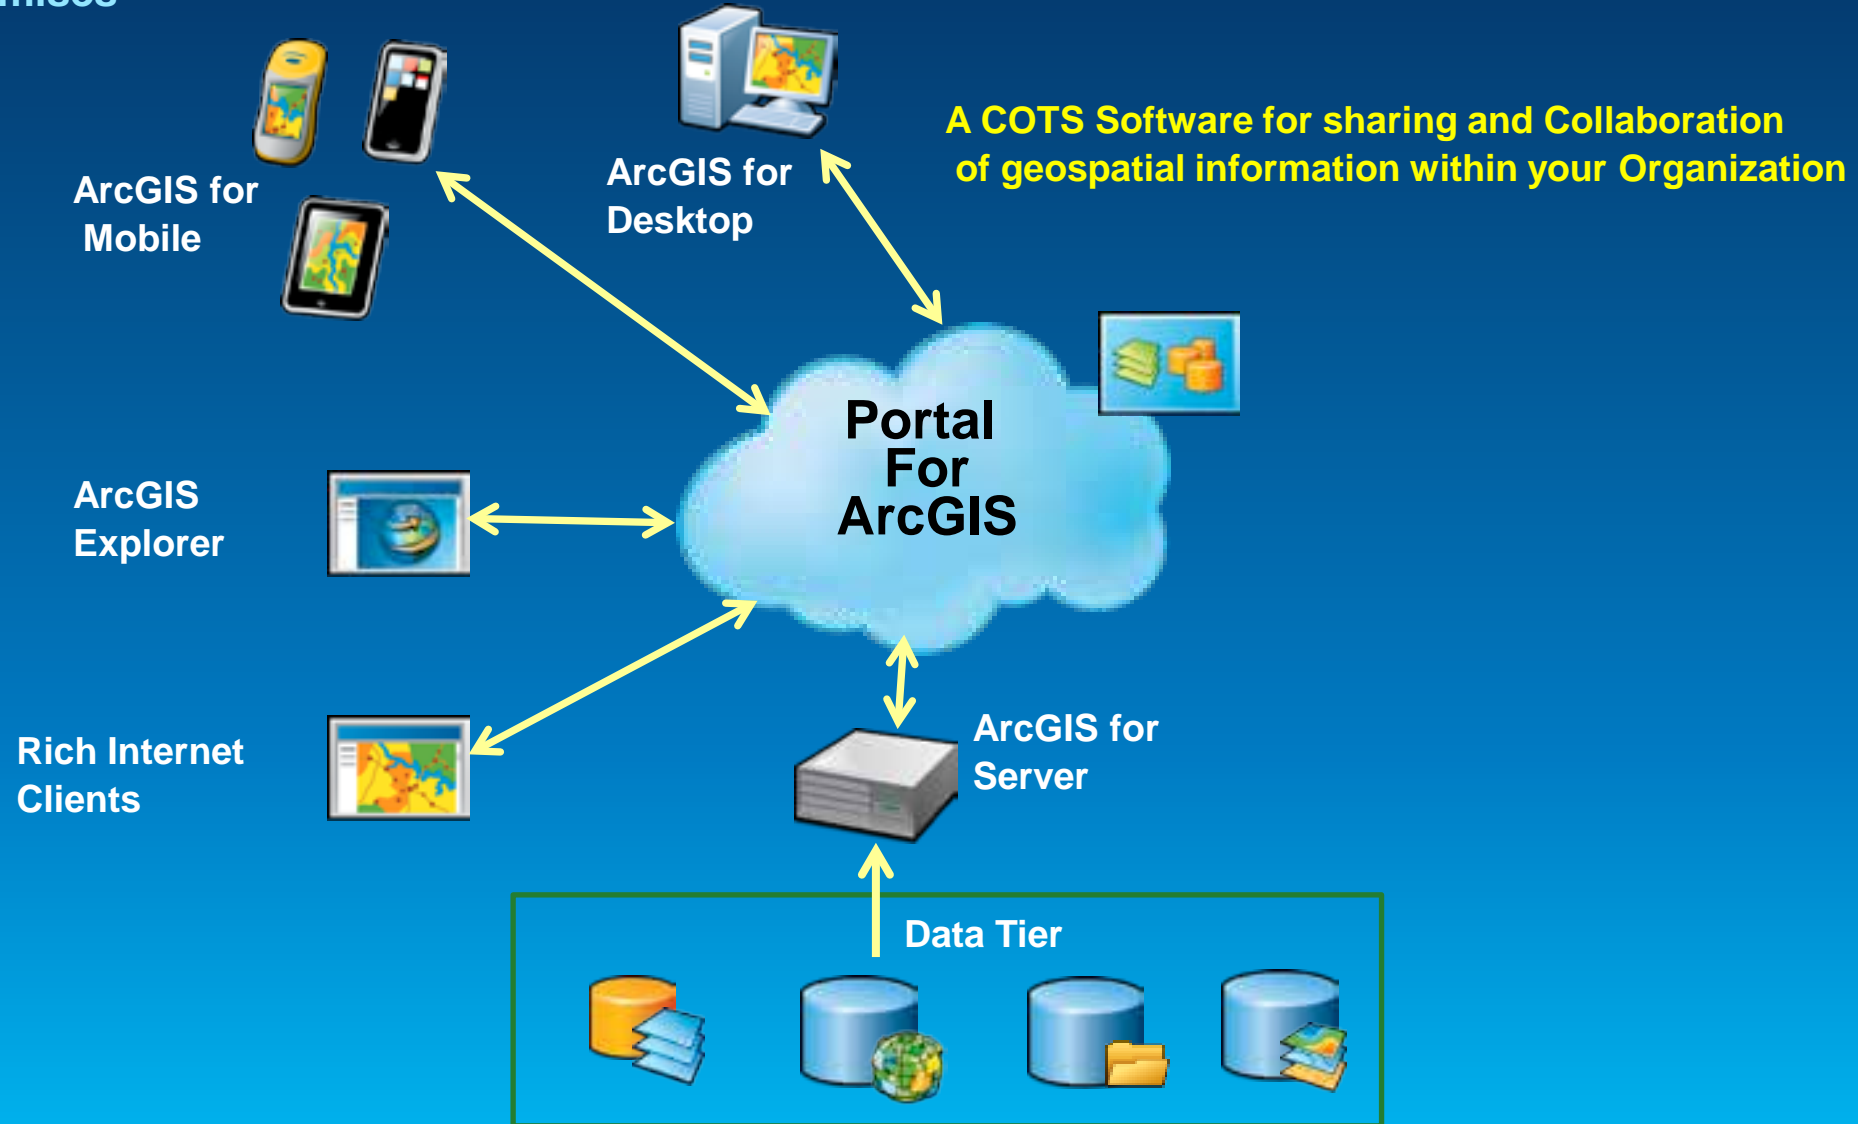 A COTS Software for sharing and Collaboration
of geospatial information within your Organization
ArcGIS for
Mobile
ArcGIS for
Desktop
Portal
For
ArcGIS
ArcGIS
Explorer
Rich Internet
Clients
ArcGIS for
Server
Data Tier